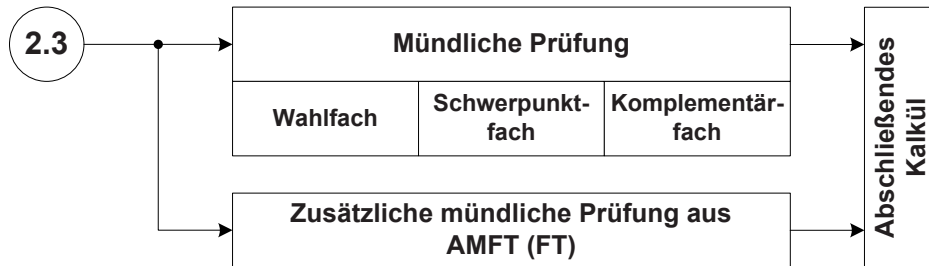 2.3
Mündliche Prüfung
Wahlfach
Schwerpunkt-
fach
Komplementär-
fach
Zusätzliche mündliche Prüfung aus
AMFT (FT)
Abschließendes
Kalkül